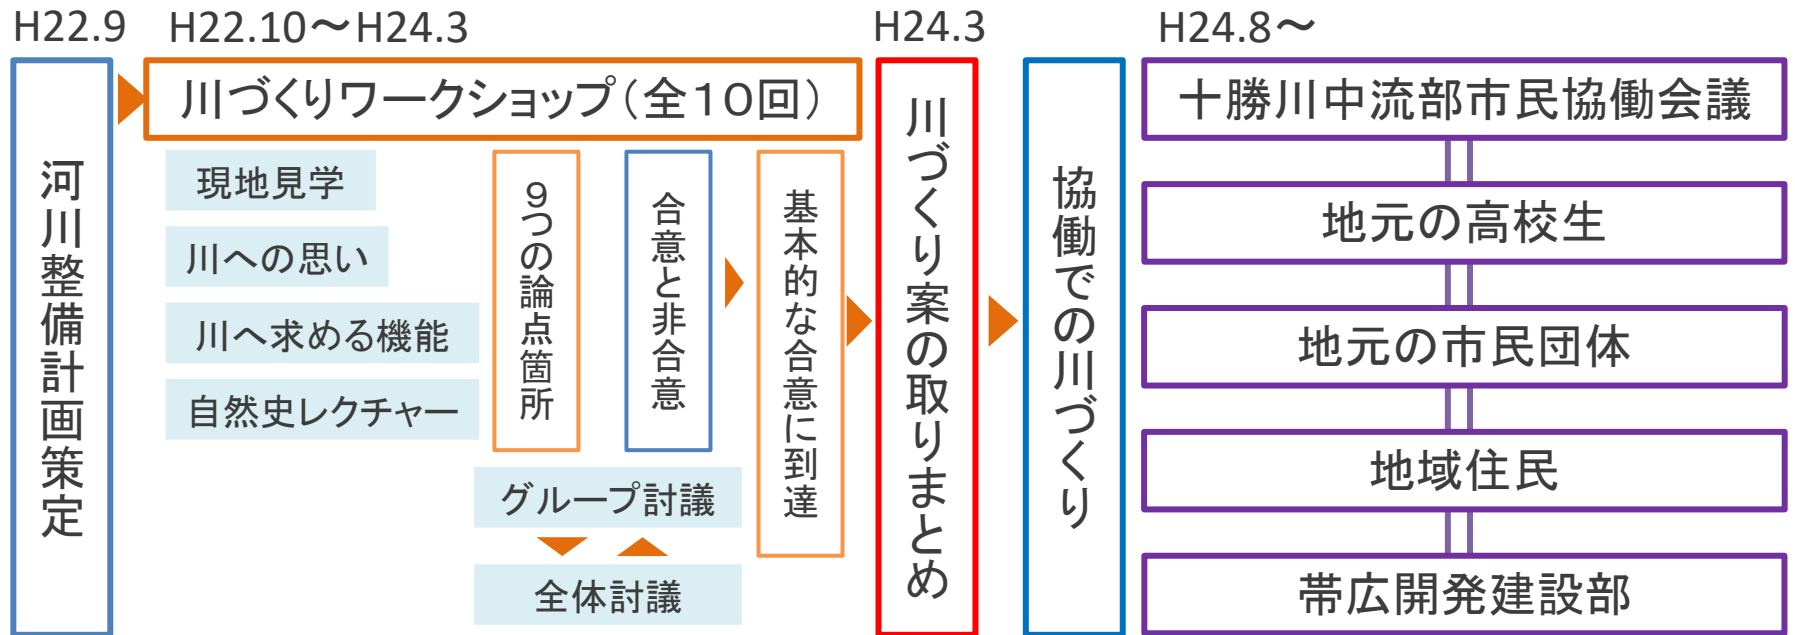 H22.9
H22.10～H24.3
H24.3
H24.8～
河川整備計画策定
川づくりワークショップ（全１０回）
現地見学
川への思い
川へ求める機能
自然史レクチャー
９つの論点箇所
合意と非合意
基本的な合意に到達
グループ討議
全体討議
川づくり案の取りまとめ
協働での川づくり
十勝川中流部市民協働会議
地元の高校生
地元の市民団体
地域住民
帯広開発建設部